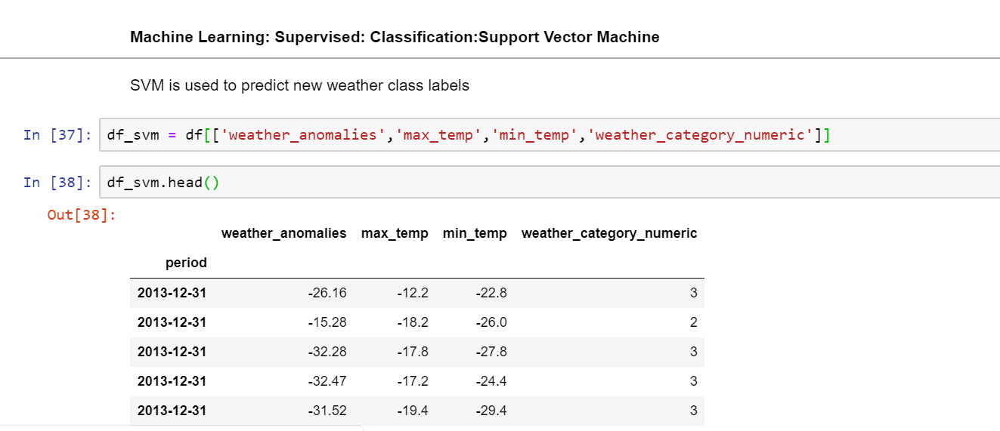 Machine Learning: Supervised: Classification:Support Vector Machine
SVM is used to predict new weather class labels
In [37]: df_svm = df[['weather_anomalies','max_temp','min_temp','weather_category_numeric']]
In [38]: df_svm.head()
Out[38]:
weather_anomalies max_temp min_temp weather_category_numeric
period
2013-12-31 -26.16 -12.2 -22.8 3
2013-12-31 -15.28 -18.2 -26.0 2
2013-12-31 -32.28 -17.8 -27.8 3
2013-12-31 -32.47 -17.2 -24.4 3
2013-12-31 -31.52 -19.4 -29.4 3